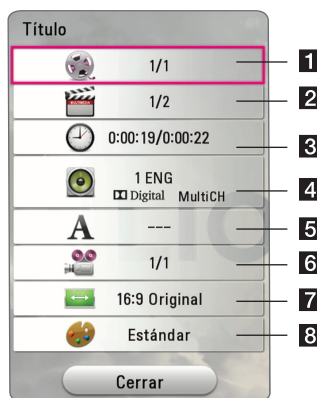 Título
1/1
1
1/2
2
0:00:19/0:00:22
3
1 ENG
Digital MultiCH
4
A
---
5
1/1
6
16:9 Original
7
Estándar
8
Cerrar